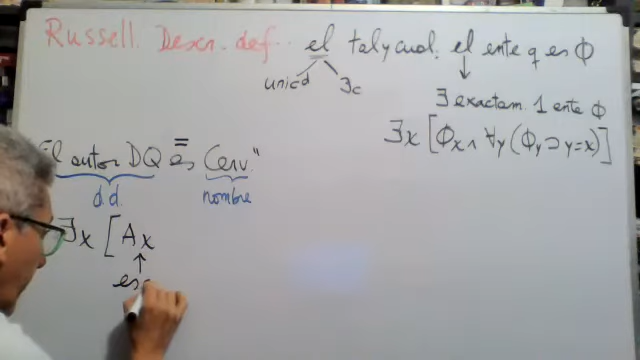 Russell. Descr. def... el tal y cual. el ente q es Φ
unicd ∃c
↓
∃ exactam. 1 ente Φ
∃x [Φx ∧ ∀y (Φy ⊃ y=x)]
=
El autor DQ es Cerv."
d.d. nombre
∃x [Ax
↑
es